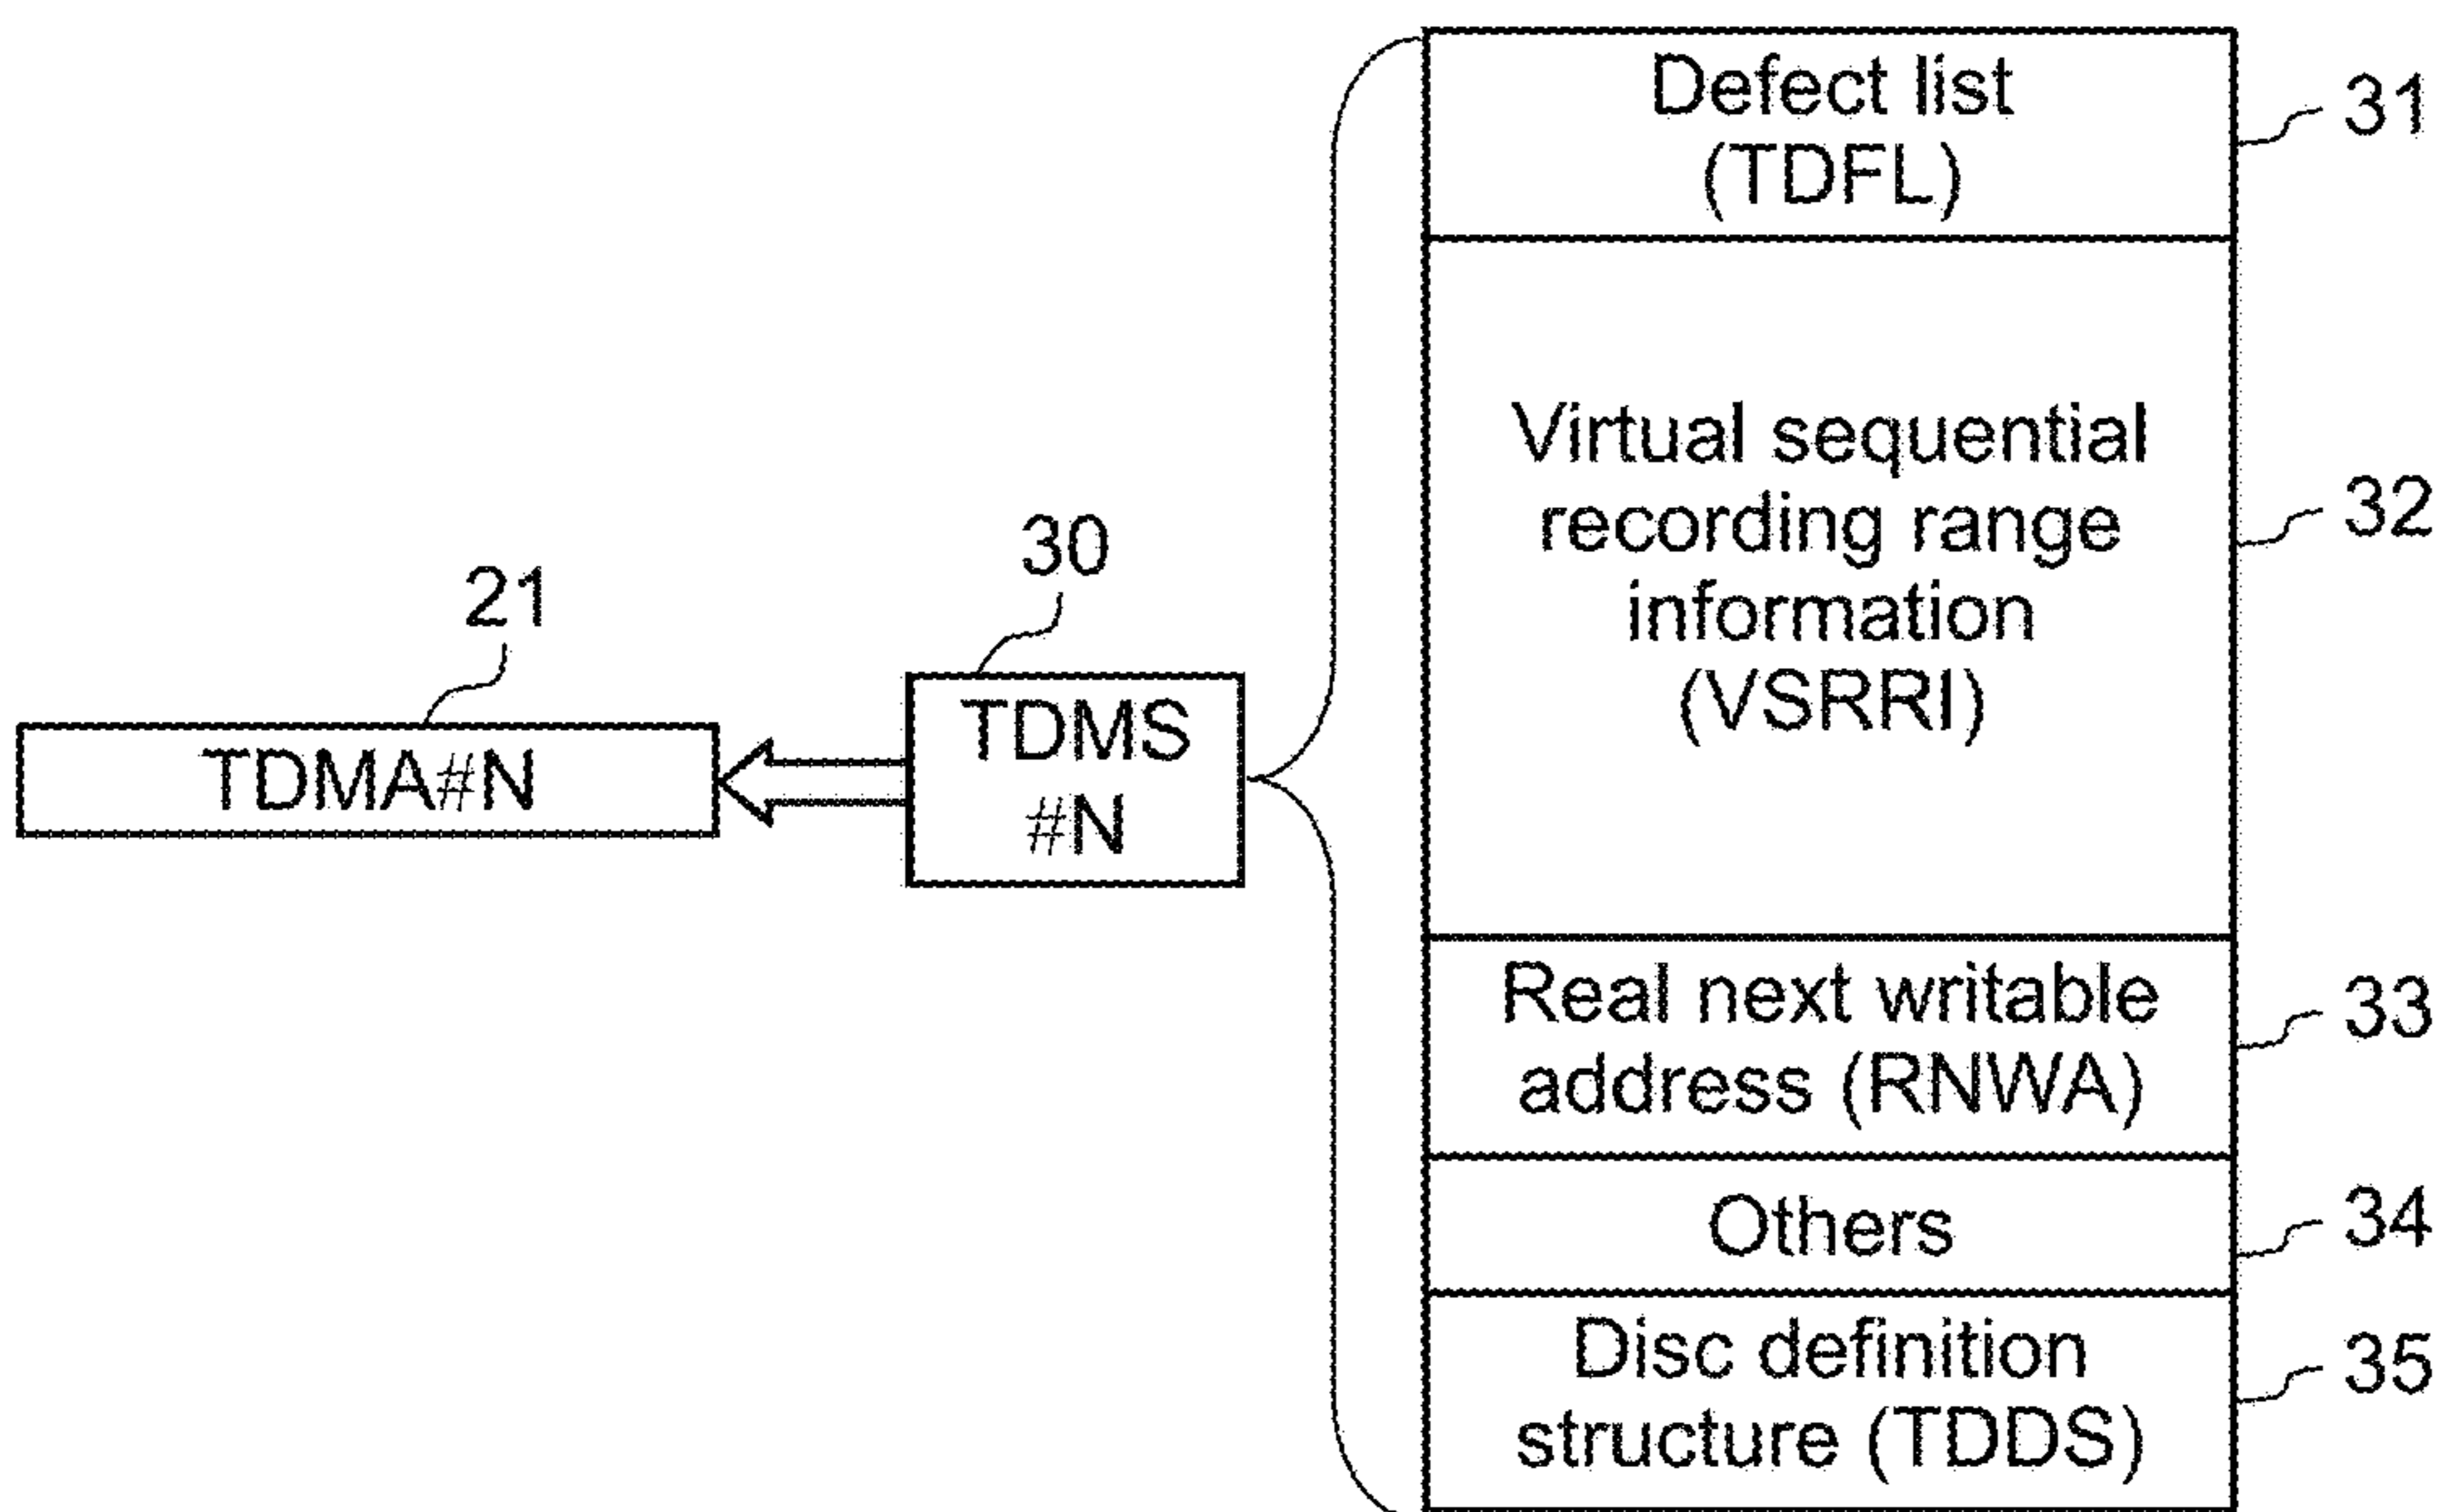 21
TDMA#N
30
TDMS
#N
Defect list
(TDFL)
31
Virtual sequential
recording range
information
(VSRRI)
32
Real next writable
address (RNWA)
33
Others
34
Disc definition
structure (TDDS)
35